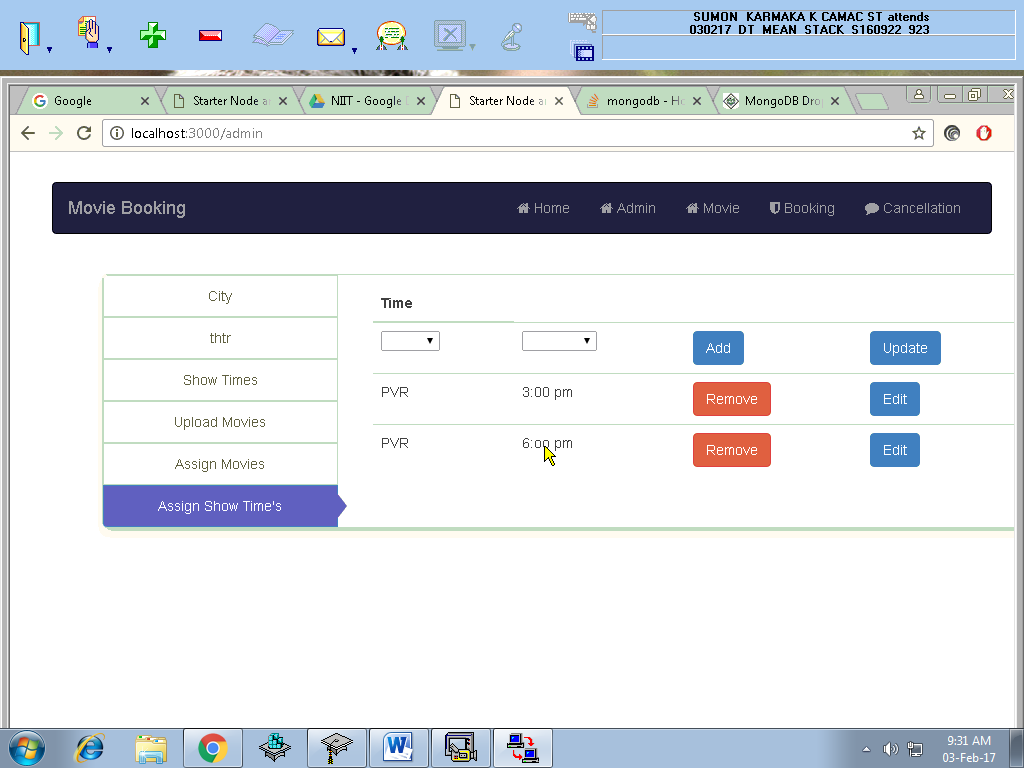 SUMON KARMAKA K CAMAC ST attends
030217 DT MEAN STACK S160922 923
Google
Starter Node a
NIIT - Google D
Starter Node a
mongodb - Ho
MongoDB Drop
localhost:3000/admin
Movie Booking
Home
Admin
Movie
Booking
Cancellation
City
thtr
Show Times
Upload Movies
Assign Movies
Assign Show Time's
Time
Add
Update
PVR
3:00 pm
Remove
Edit
PVR
6:00 pm
Remove
Edit
9:31 AM
03-Feb-17